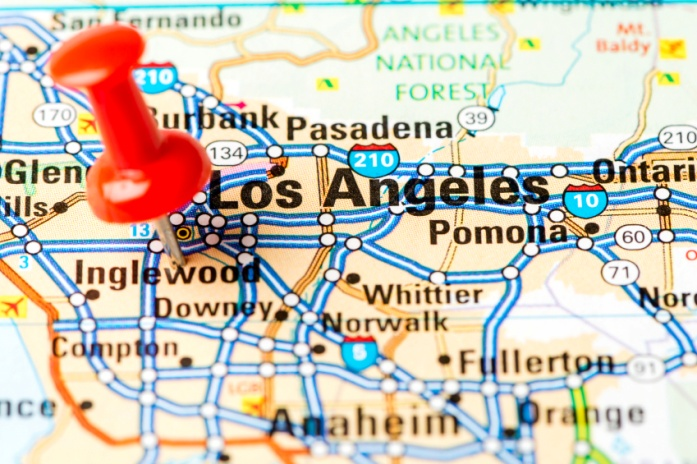 San Fernando
ANGELES
NATIONAL
FOREST
Mt.
Baldy
210
170
Burbank
Pasadena
39
134
210
210
Glen
ills
Los Angeles
Ontari
10
13
Pomona
60
3
Inglewood
71
Whittier
Nor
Downey
Norwalk
Compton
5
Fullerton
91
nce
Anaheim
Orange